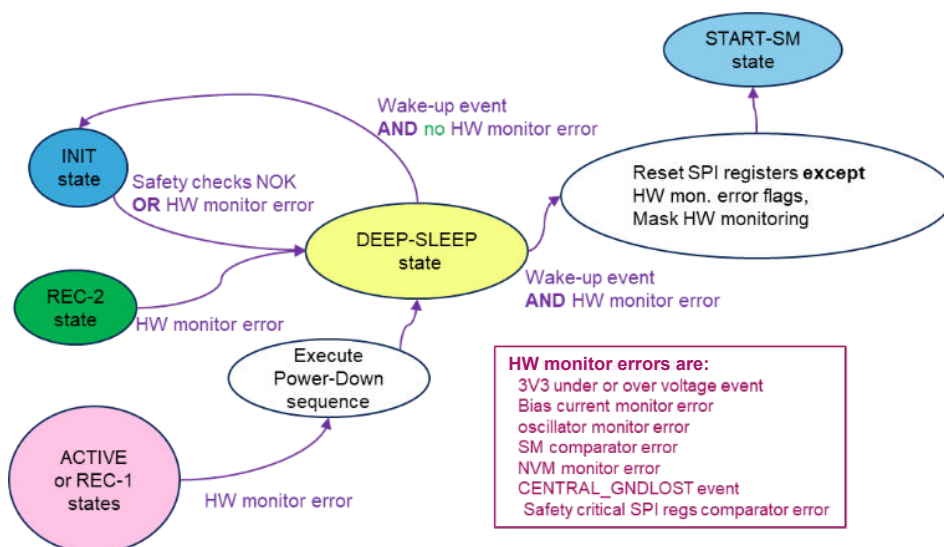 START-SM
state
Wake-up event
AND no HW monitor error
INIT
state
Safety checks NOK
OR HW monitor error
Reset SPI registers except
HW mon. error flags,
Mask HW monitoring
DEEP-SLEEP
state
Wake-up event
AND HW monitor error
REC-2
state
HW monitor error
Execute
Power-Down
sequence
ACTIVE
or REC-1
states
HW monitor error
HW monitor errors are:
3V3 under or over voltage event
Bias current monitor error
oscillator monitor error
SM comparator error
NVM monitor error
CENTRAL_GNDLOST event
Safety critical SPI regs comparator error